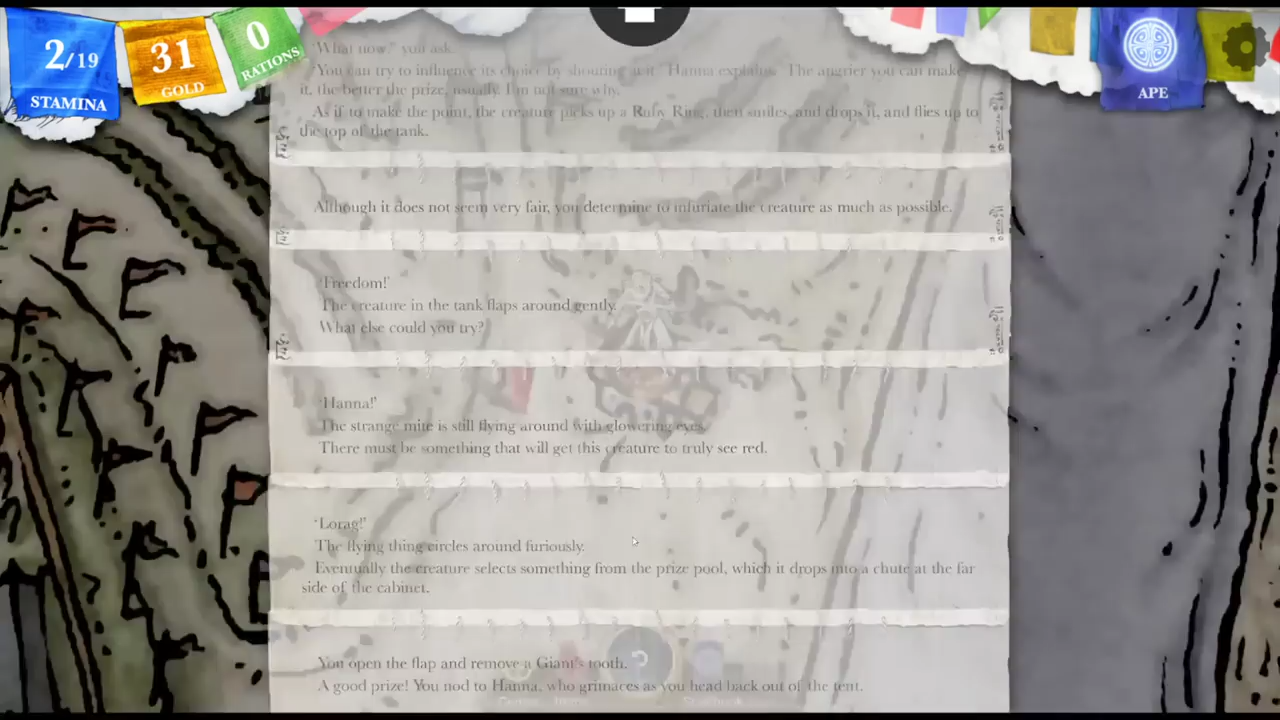 2/19
STAMINA
31
GOLD
0
RATIONS
APE
'What now,' you ask.
'You can try to influence its choice by shouting at it,' Hanna explains. 'The angrier you can make
it, the better the prize, usually. I'm not sure why.'
As if to make the point, the creature picks up a Ruby Ring, then smiles, and drops it, and flies up to
the top of the tank.
Although it does not seem very fair, you determine to infuriate the creature as much as possible.
'Freedom!'
The creature in the tank flaps around gently.
What else could you try?
'Hanna!'
The strange mite is still flying around with glowering eyes.
There must be something that will get this creature to truly see red.
'Lorag!'
The flying thing circles around furiously.
Eventually the creature selects something from the prize pool, which it drops into a chute at the far
side of the cabinet.
You open the flap and remove a Giant's tooth.
A good prize! You nod to Hanna, who grimaces as you head back out of the tent.